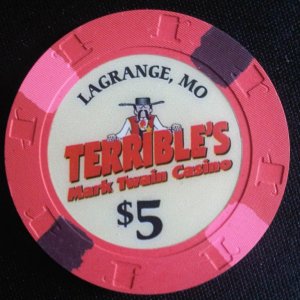 LAGRANGE, MO
TERRIBLE'S
Mark Twain Casino
$5